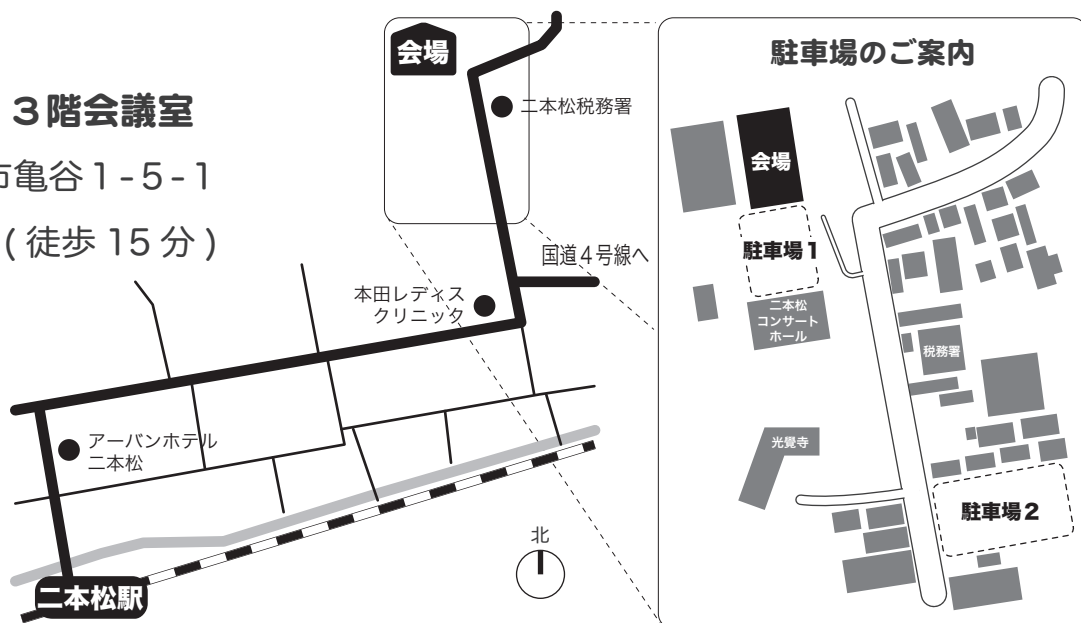 3階会議室
市亀谷1-5-1
(徒歩15分)
会場
二本松税務署
国道4号線へ
本田レディス
クリニック
アーバンホテル
二本松
二本松駅
北
駐車場のご案内
会場
駐車場1
二本松
コンサート
ホール
税務署
光覺寺
駐車場2